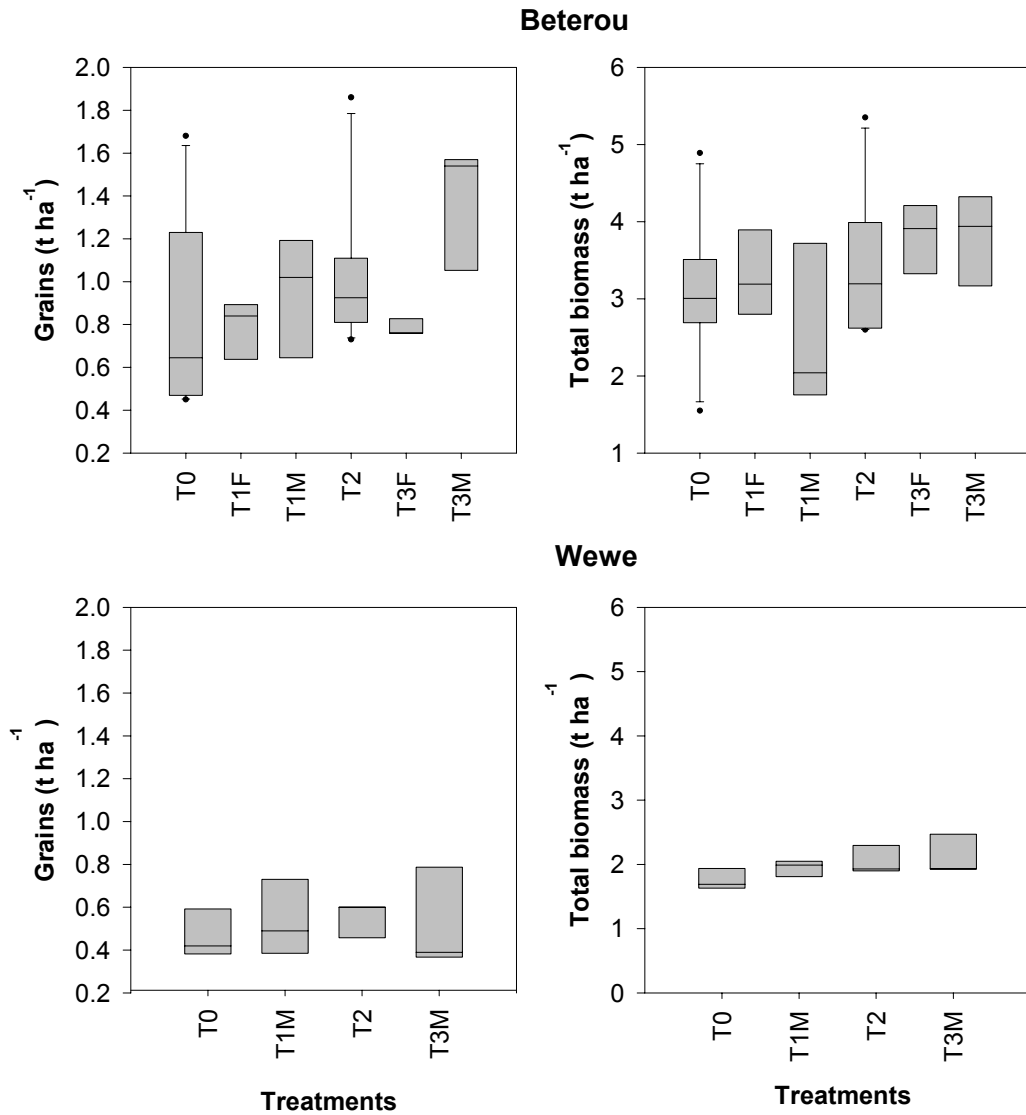 Beterou
Grains (t ha-1)
2.0
1.8
1.6
1.4
1.2
1.0
0.8
0.6
0.4
0.2
T0
T1F
T1M
T2
T3F
T3M
Total biomass (t ha-1)
6
5
4
3
2
1
T0
T1F
T1M
T2
T3F
T3M
Wewe
Grains (t ha-1)
2.0
1.8
1.6
1.4
1.2
1.0
0.8
0.6
0.4
0.2
T0
T1M
T2
T3M
Treatments
Total biomass (t ha-1)
6
5
4
3
2
1
0
T0
T1M
T2
T3M
Treatments